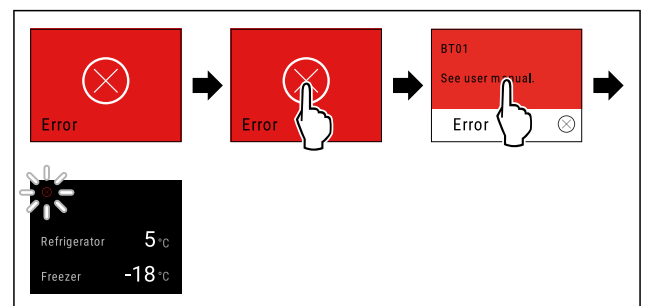 Error
Error
BT01
See user manual.
Error
Refrigerator 5°C
Freezer -18°C